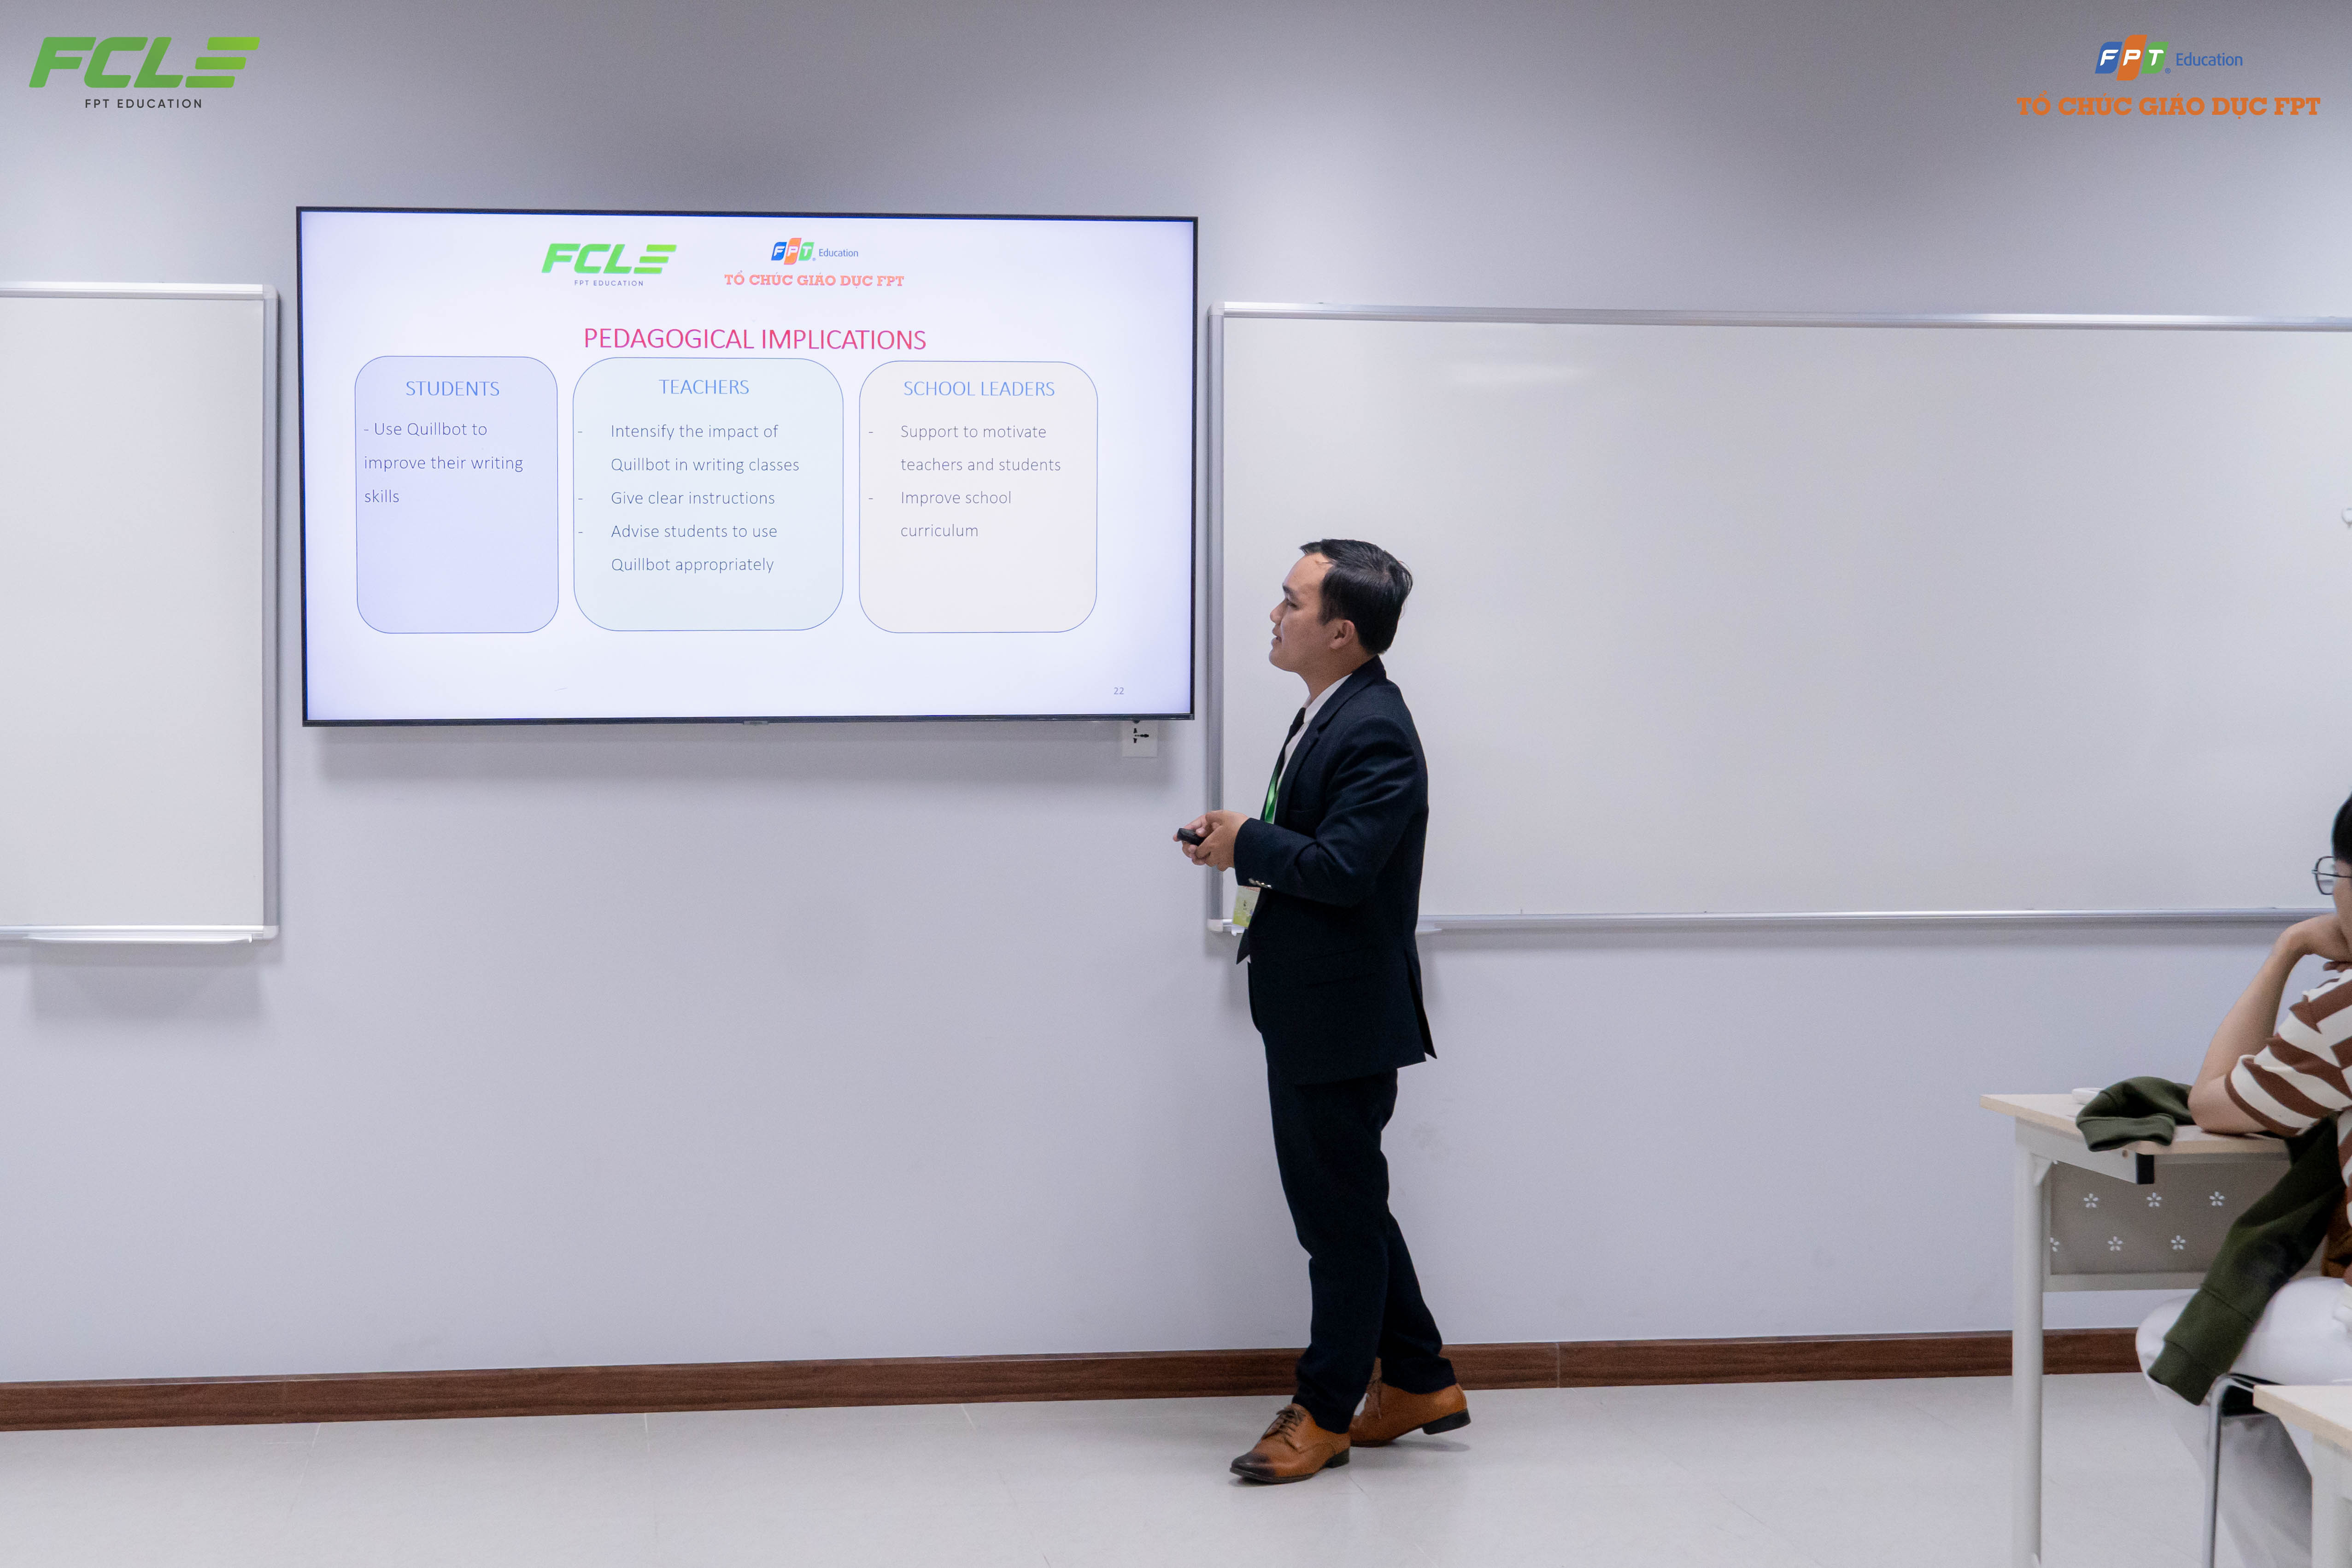 FCLE
FPT EDUCATION
FPT Education
TỔ CHỨC GIÁO DỤC FPT
FCLE
FPT EDUCATION
FPT Education
TỔ CHỨC GIÁO DỤC FPT
PEDAGOGICAL IMPLICATIONS
STUDENTS
- Use Quillbot to
improve their writing
skills
TEACHERS
- Intensify the impact of
Quillbot in writing classes
- Give clear instructions
- Advise students to use
Quillbot appropriately
SCHOOL LEADERS
- Support to motivate
teachers and students
- Improve school
curriculum
22